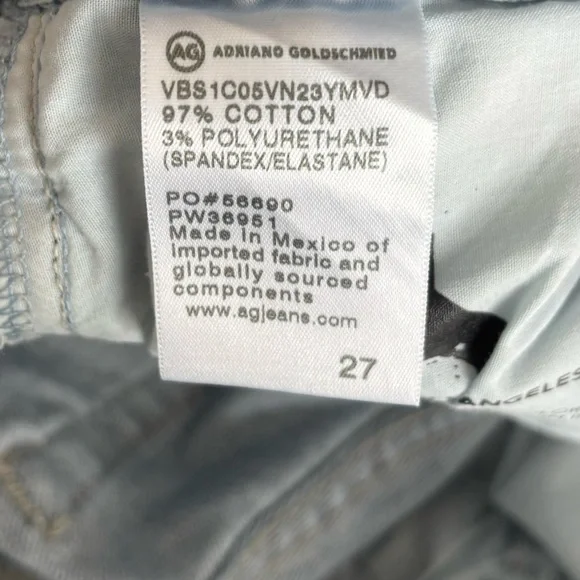 AG ADRIANO GOLDSCHMIED
VBS1C05VN23YMVD
97% COTTON
3% POLYURETHANE
(SPANDEX/ELASTANE)
PO#56690
PW36951
Made in Mexico of
imported fabric and
globally sourced
components
www.agjeans.com
27
ANGELES